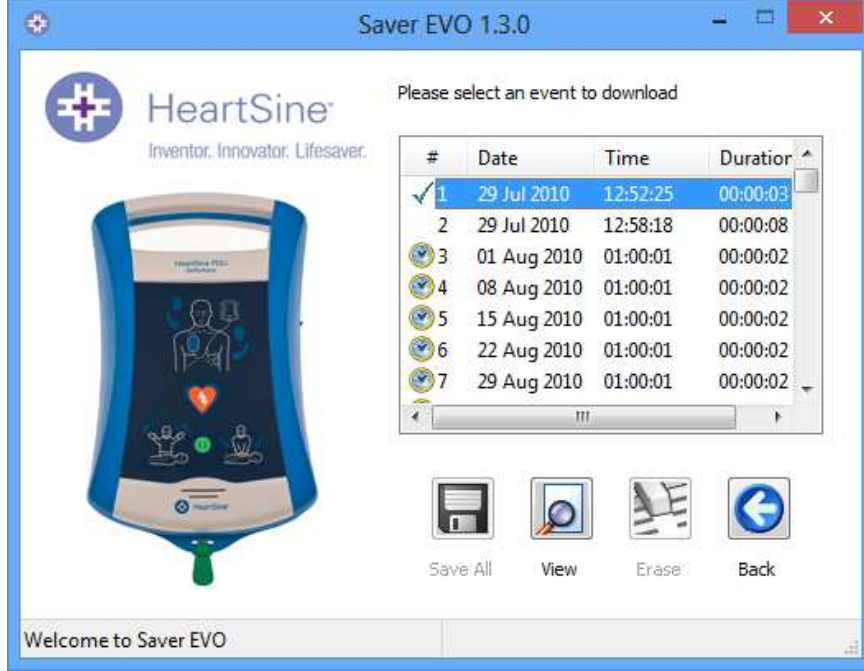 Saver EVO 1.3.0
HeartSine
Inventor. Innovator. Lifesaver.
Please select an event to download
# Date Time Duration
1 29 Jul 2010 12:52:25 00:00:03
2 29 Jul 2010 12:58:18 00:00:08
3 01 Aug 2010 01:00:01 00:00:02
4 08 Aug 2010 01:00:01 00:00:02
5 15 Aug 2010 01:00:01 00:00:02
6 22 Aug 2010 01:00:01 00:00:02
7 29 Aug 2010 01:00:01 00:00:02
HeartSine
Save All View Erase Back
Welcome to Saver EVO